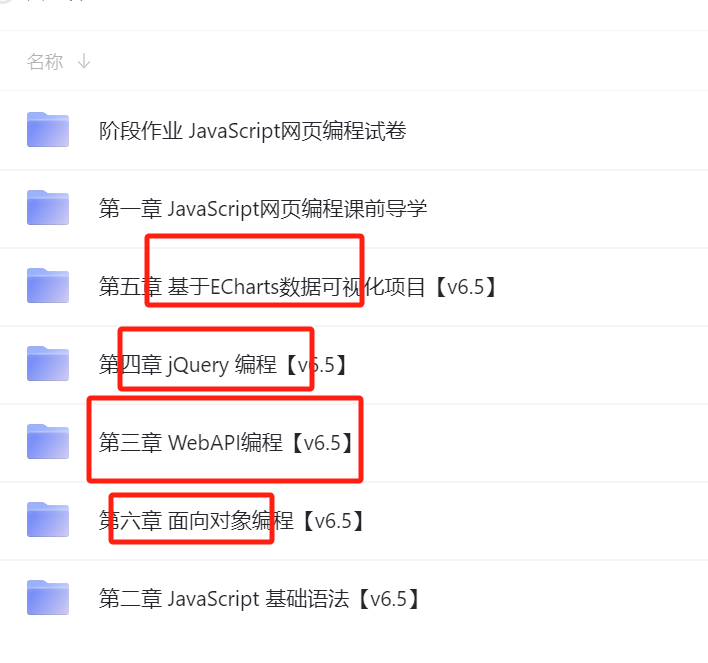 名称 ↓
阶段作业 JavaScript网页编程试卷
第一章 JavaScript网页编程课前导学
第五章 基于ECharts数据可视化项目【v6.5】
第四章 jQuery 编程【v6.5】
第三章 WebAPI编程【v6.5】
第六章 面向对象编程【v6.5】
第二章 JavaScript 基础语法【v6.5】